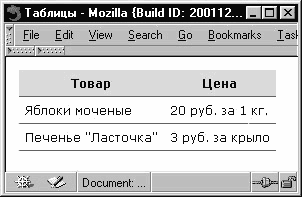 Таблицы - Mozilla {Build ID: 200112...
File Edit View Search Go Bookmarks Task
Товар Цена
Яблоки моченые 20 руб. за 1 кг.
Печенье "Ласточка" 3 руб. за крыло
Document: ...